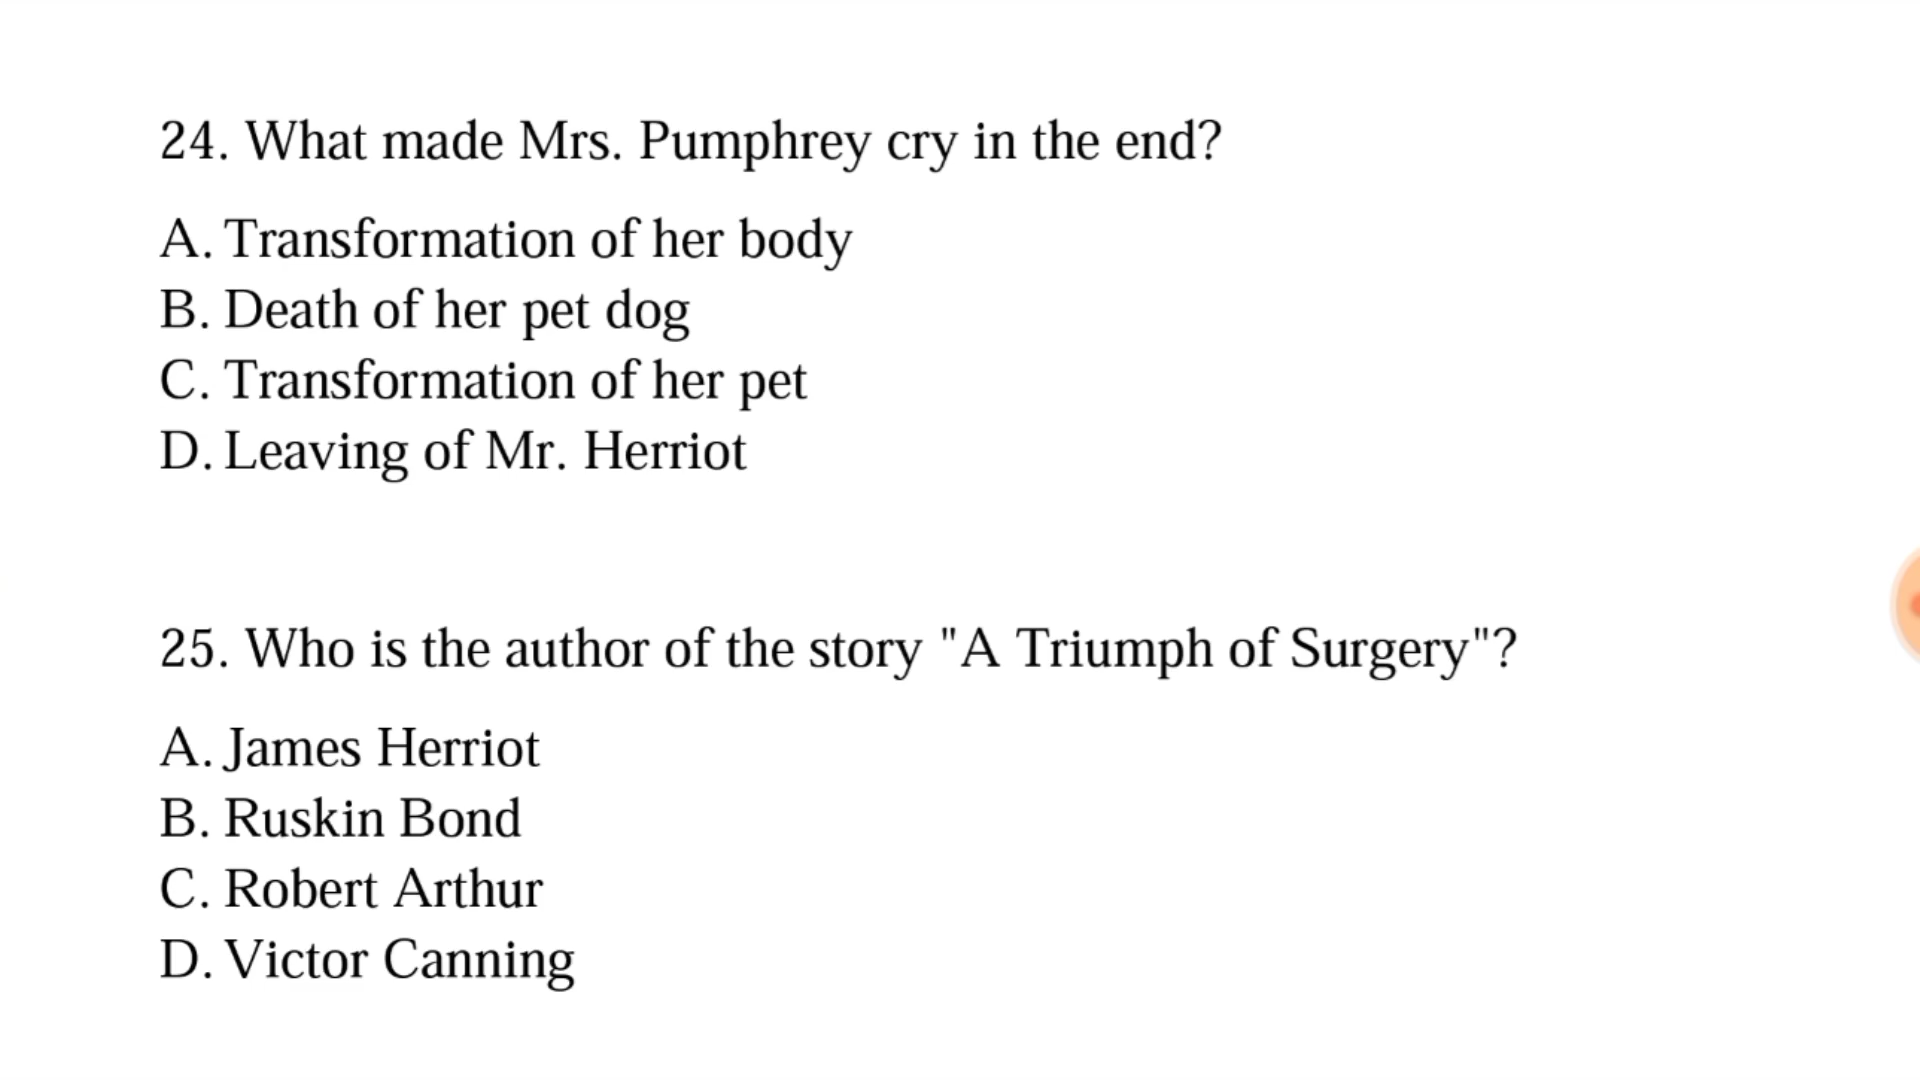 24. What made Mrs. Pumphrey cry in the end?
A. Transformation of her body
B. Death of her pet dog
C. Transformation of her pet
D. Leaving of Mr. Herriot
25. Who is the author of the story "A Triumph of Surgery"?
A. James Herriot
B. Ruskin Bond
C. Robert Arthur
D. Victor Canning